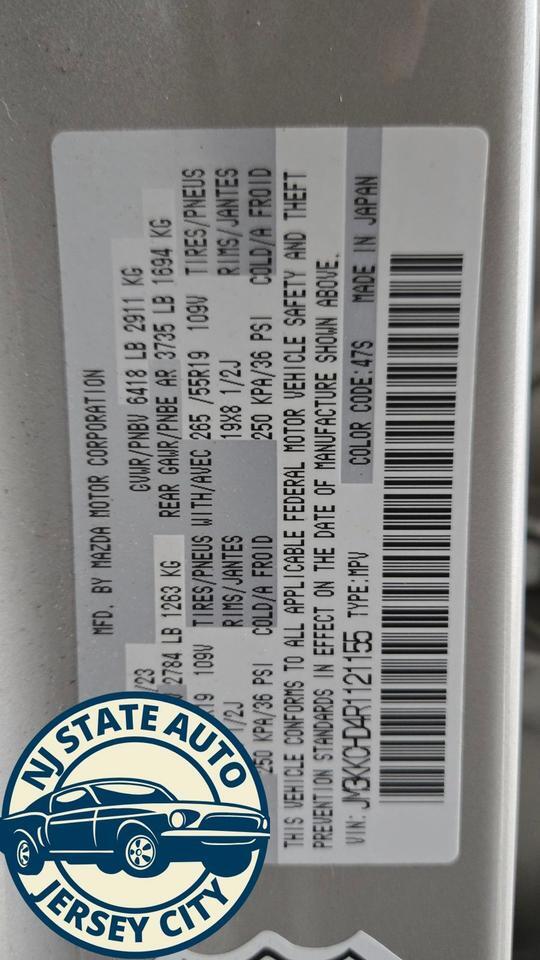 MFD. BY MAZDA MOTOR CORPORATION
/23 GVWR/PNBV 6418 LB 2911 KG
2784 LB 1263 KG REAR GAWR/PNBE AR 3735 LB 1694 KG
109V TIRES/PNEUS WITH/AVEC 265 /55R19 109V TIRES/PNEUS
1/2J RIMS/JANTES 19X8 1/2J RIMS/JANTES
250 KPA/36 PSI COLD/A FROID 250 KPA/36 PSI COLD/A FROID
THIS VEHICLE CONFORMS TO ALL APPLICABLE FEDERAL MOTOR VEHICLE SAFETY AND THEFT
PREVENTION STANDARDS IN EFFECT ON THE DATE OF MANUFACTURE SHOWN ABOVE.
VIN: JM3KKCHD4R1121155 TYPE:MPV COLOR CODE:47S MADE IN JAPAN
NJ STATE AUTO
JERSEY CITY